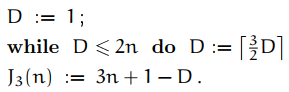 D := 1;
while D ⩽ 2n do D := ⌈3/2 D⌉
J₃(n) := 3n + 1 − D.